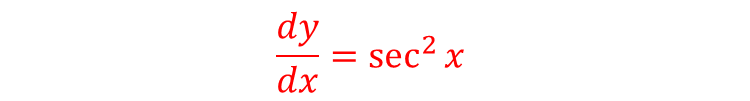 dy/dx = sec² x